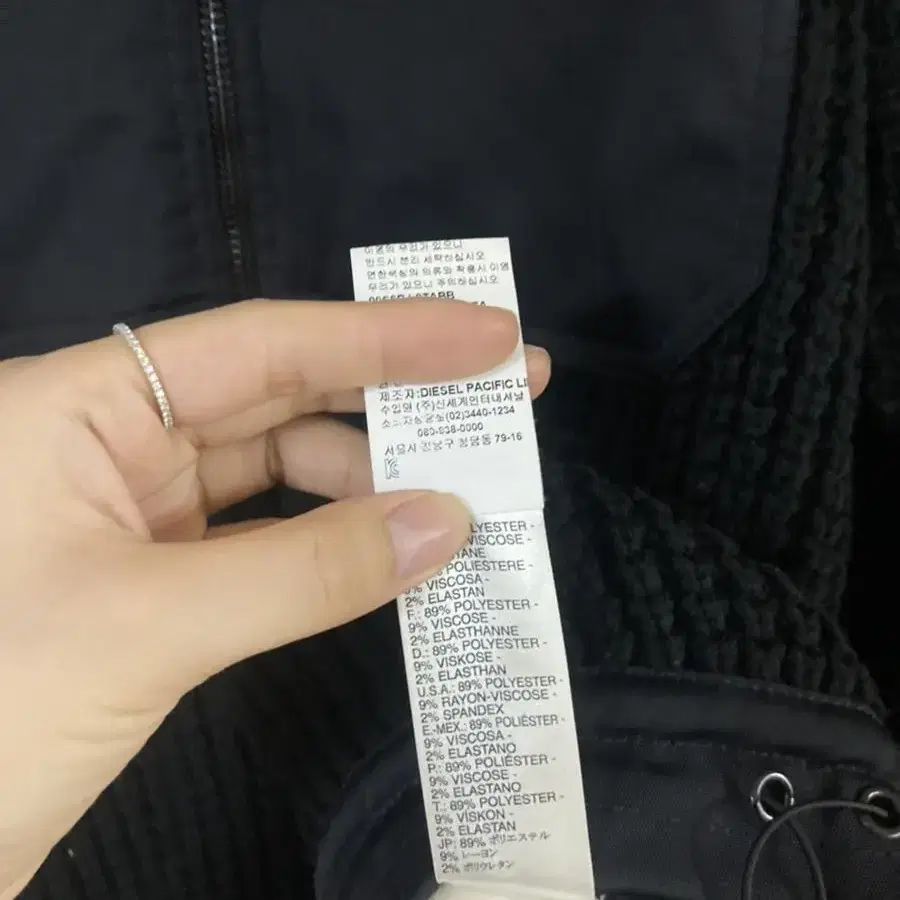 이염의 우려가 있으니
반드시 분리 세탁하십시오
연한색상의 의류와 착용시 이염
우려가 있으니 주의하십시오
제조자:DIESEL PACIFIC LI
수입원 (주)신세계인터내셔날
소비자상담실(02)3440-1234
080-938-0000
서울시 강남구 청담동 79-16
LYESTER -
VISCOSE -
POLIESTERE -
9% VISCOSA -
2% ELASTAN
F.: 89% POLYESTER -
9% VISCOSE -
2% ELASTHANNE
D.: 89% POLYESTER -
9% VISKOSE -
2% ELASTHAN
U.S.A.: 89% POLYESTER -
9% RAYON-VISCOSE -
2% SPANDEX
E-MEX.: 89% POLIÉSTER -
9% VISCOSA -
2% ELASTANO
P.: 89% POLIÉSTER -
9% VISCOSE -
2% ELASTANO
T.: 89% POLYESTER -
9% VİSKON -
2% ELASTAN
JP: 89% ポリエステル
9% レーヨン
2% ポリウレタン